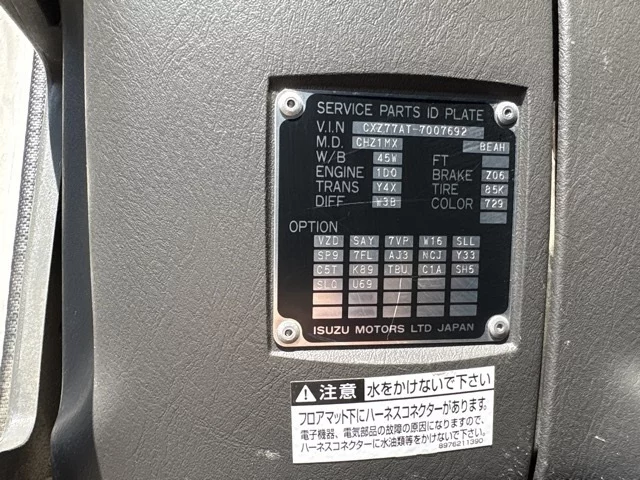 SERVICE PARTS ID PLATE
V.I.N CXZ77AT-7007692
M.D. CHZ1MX BEAH
W/B 45W FT
ENGINE 1D0 BRAKE Z06
TRANS Y4X TIRE 85K
DIFF W3B COLOR 729
OPTION
VZD SAY 7VP W16 SLL
SP9 7FL AJ3 NCJ Y33
C5T K89 TBU C1A SH5
SLQ U69
ISUZU MOTORS LTD JAPAN
注意 水をかけないで下さい
フロアマット下にハーネスコネクターがあります。
電子機器、電気部品の故障の原因になりますので、
ハーネスコネクターに水油類等をかけないで下さい。
8976211390